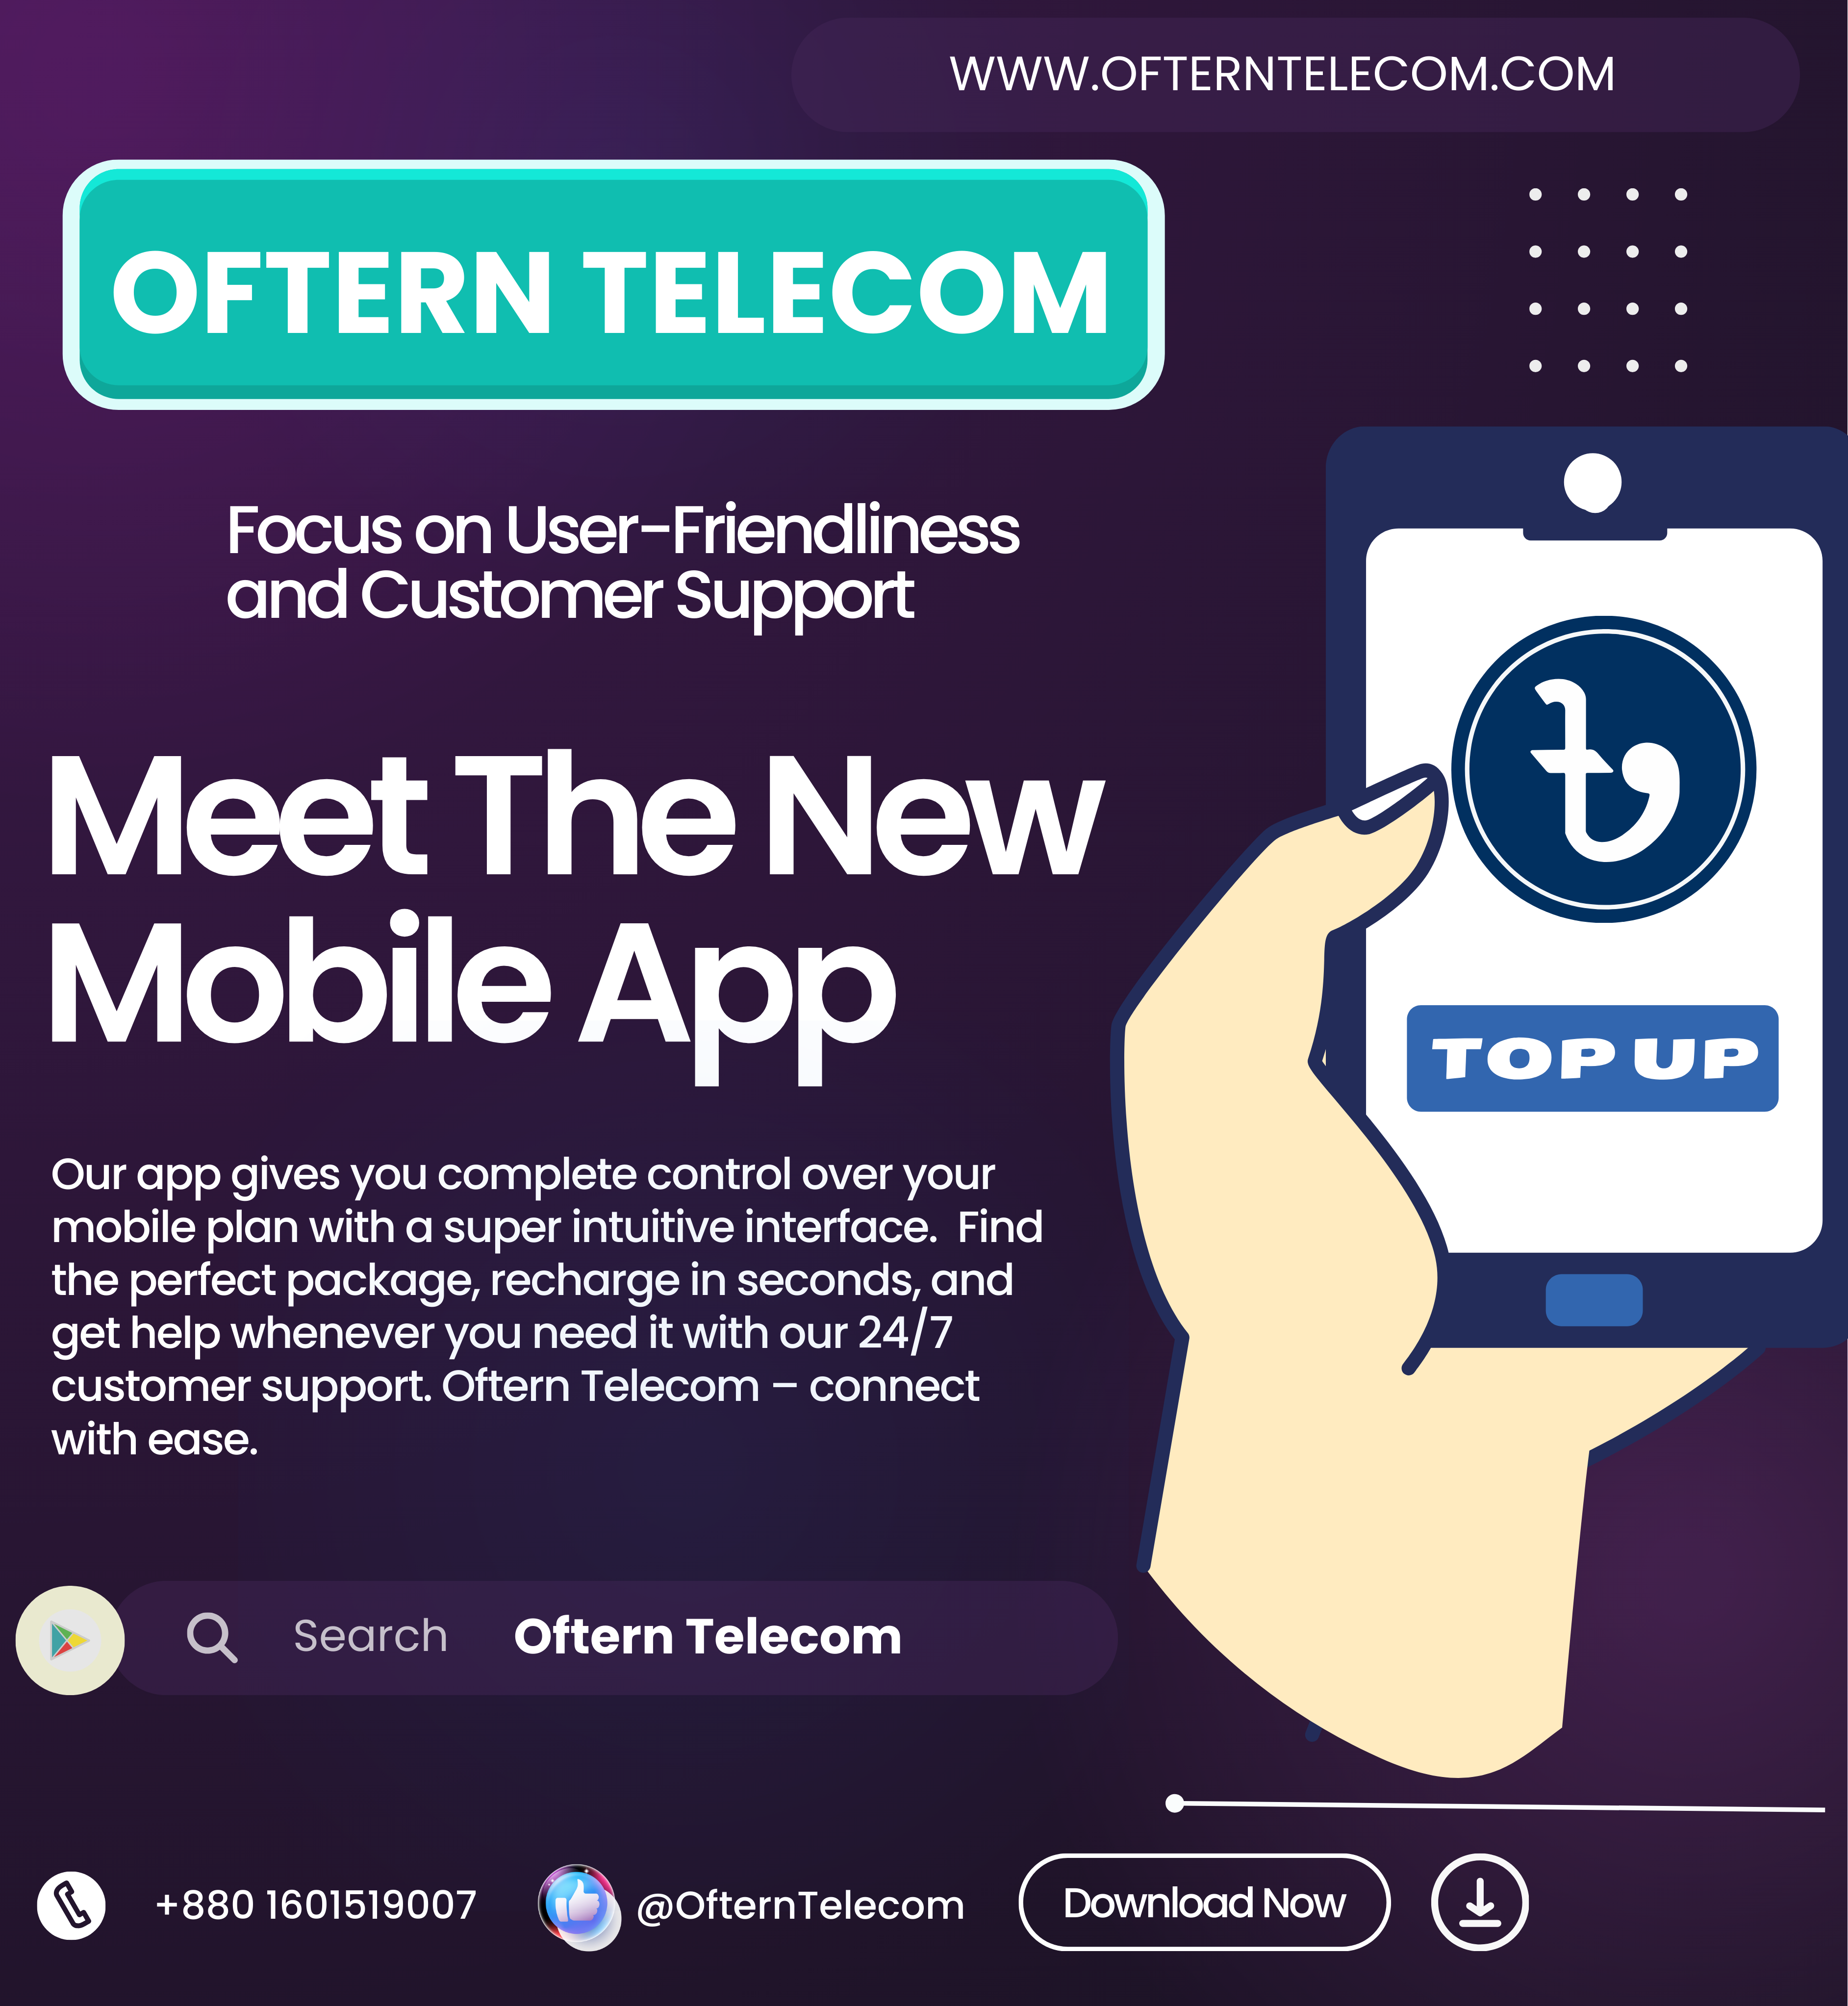 WWW.OFTERNTELECOM.COM
OFTERN TELECOM
Focus on User-Friendliness
and Customer Support
Meet The New
Mobile App
৳
TOP UP
Our app gives you complete control over your
mobile plan with a super intuitive interface.  Find
the perfect package, recharge in seconds, and
get help whenever you need it with our 24/7
customer support. Oftern Telecom – connect
with ease.
Search Oftern Telecom
+880 1601519007
@OfternTelecom
Download Now